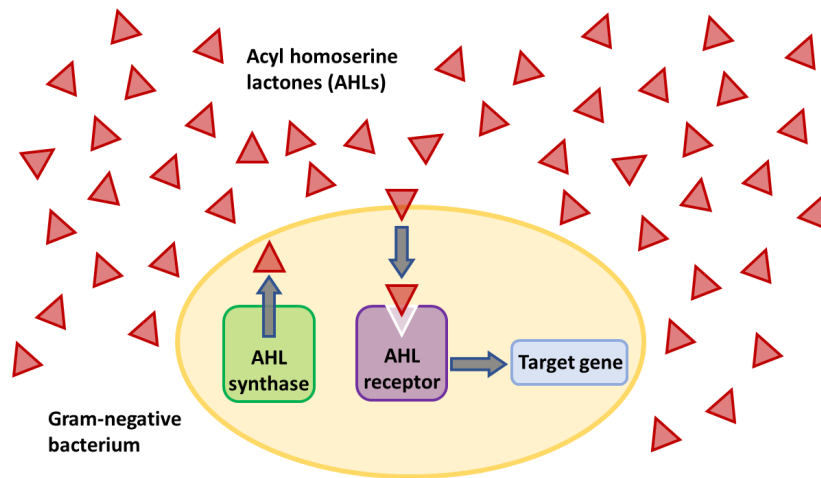 Acyl homoserine
lactones (AHLs)
AHL
synthase
AHL
receptor
Target gene
Gram-negative
bacterium